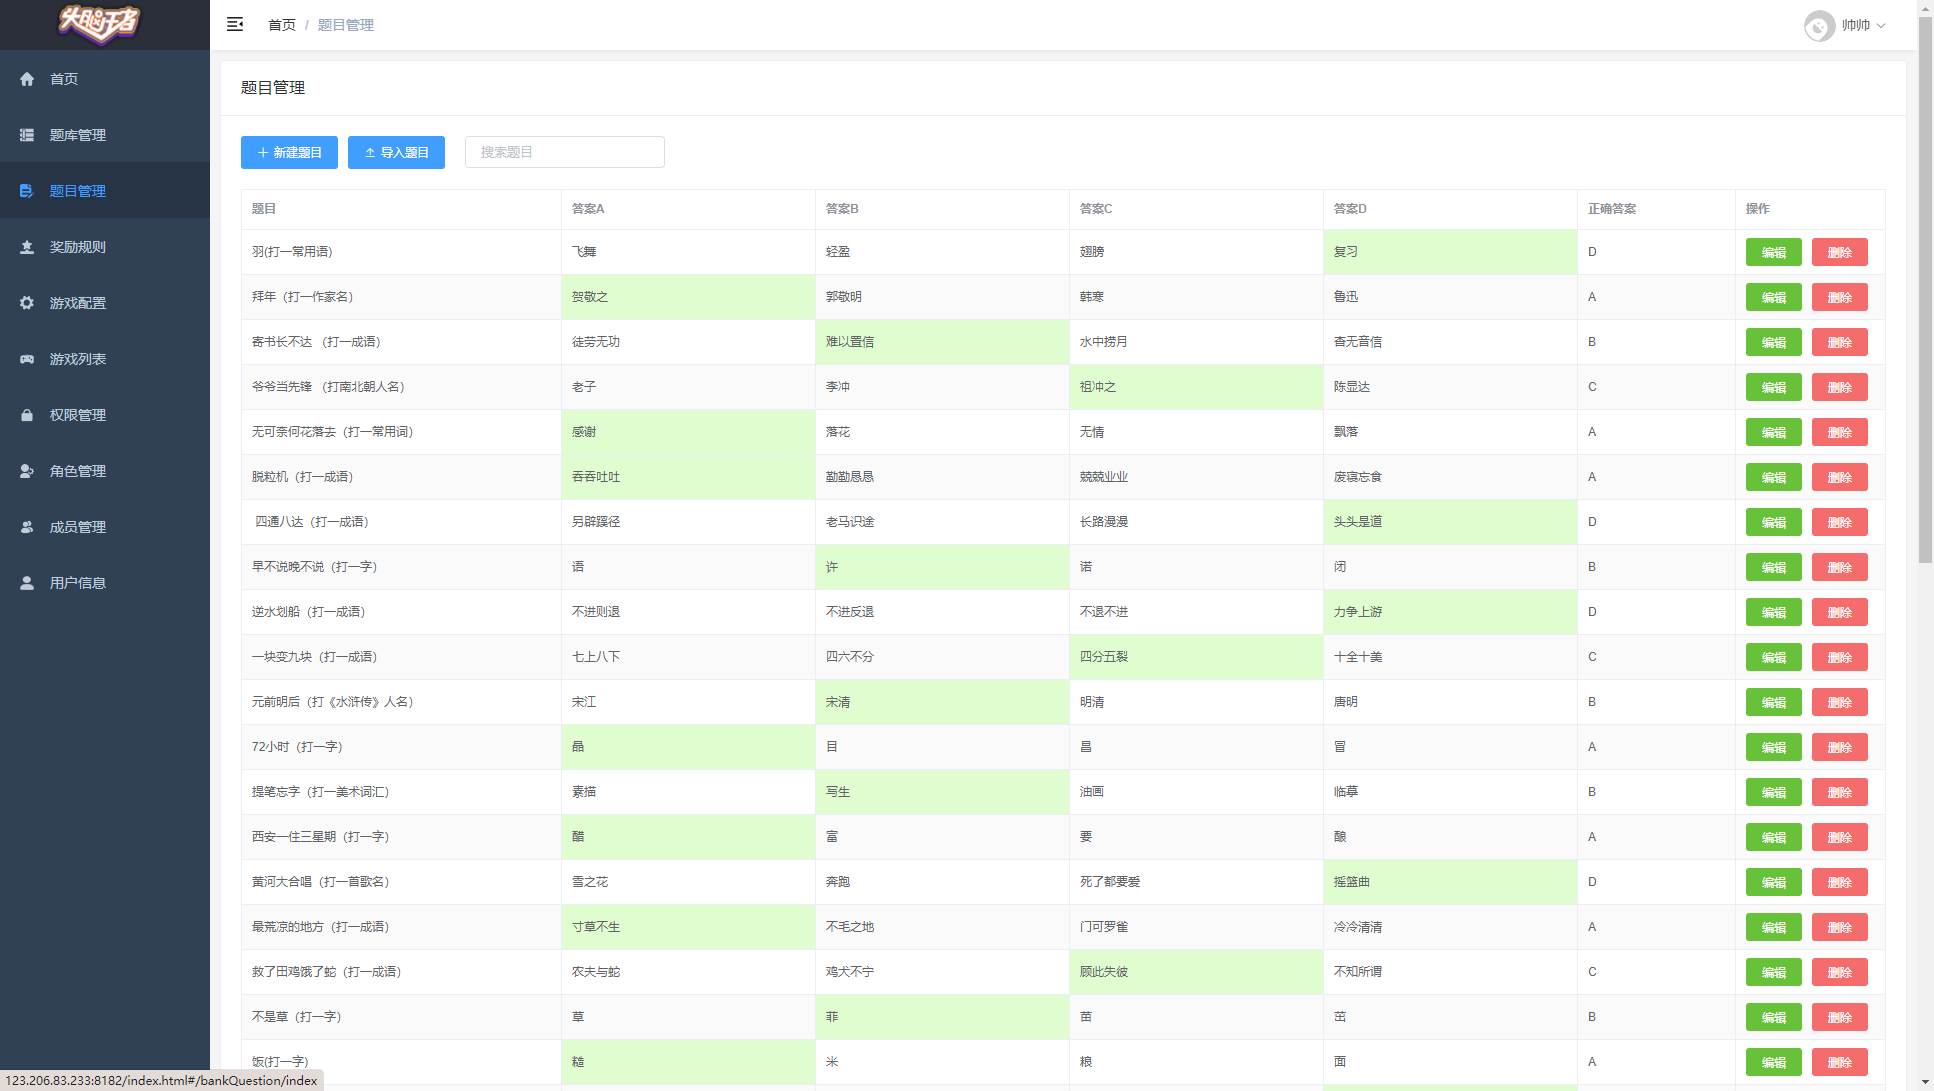 头脑王者
首页 / 题目管理
帅帅
首页
题库管理
题目管理
奖励规则
游戏配置
游戏列表
权限管理
角色管理
成员管理
用户信息
题目管理
新建题目 导入题目 搜索题目
题目 答案A 答案B 答案C 答案D 正确答案 操作
羽(打一常用语) 飞舞 轻盈 翅膀 复习 D 编辑 删除
拜年（打一作家名） 贺敬之 郭敬明 韩寒 鲁迅 A 编辑 删除
寄书长不达 （打一成语） 徒劳无功 难以置信 水中捞月 杳无音信 B 编辑 删除
爷爷当先锋 （打南北朝人名） 老子 李冲 祖冲之 陈显达 C 编辑 删除
无可奈何花落去（打一常用词） 感谢 落花 无情 飘落 A 编辑 删除
脱粒机（打一成语） 吞吞吐吐 勤勤恳恳 兢兢业业 废寝忘食 A 编辑 删除
四通八达（打一成语） 另辟蹊径 老马识途 长路漫漫 头头是道 D 编辑 删除
早不说晚不说（打一字） 语 许 诺 闭 B 编辑 删除
逆水划船（打一成语） 不进则退 不进反退 不退不进 力争上游 D 编辑 删除
一块变九块（打一成语） 七上八下 四六不分 四分五裂 十全十美 C 编辑 删除
元前明后（打《水浒传》人名） 宋江 宋清 明清 唐明 B 编辑 删除
72小时（打一字） 晶 目 昌 冒 A 编辑 删除
提笔忘字（打一美术词汇） 素描 写生 油画 临摹 B 编辑 删除
西安一住三星期（打一字） 醋 富 要 酿 A 编辑 删除
黄河大合唱（打一首歌名） 雪之花 奔跑 死了都要爱 摇篮曲 D 编辑 删除
最荒凉的地方（打一成语） 寸草不生 不毛之地 门可罗雀 冷冷清清 A 编辑 删除
救了田鸡饿了蛇（打一成语） 农夫与蛇 鸡犬不宁 顾此失彼 不知所谓 C 编辑 删除
不是草（打一字） 草 菲 苗 茁 B 编辑 删除
饭(打一字) 糙 米 粮 面 A 编辑 删除
123.206.83.233:8182/index.html#/bankQuestion/index